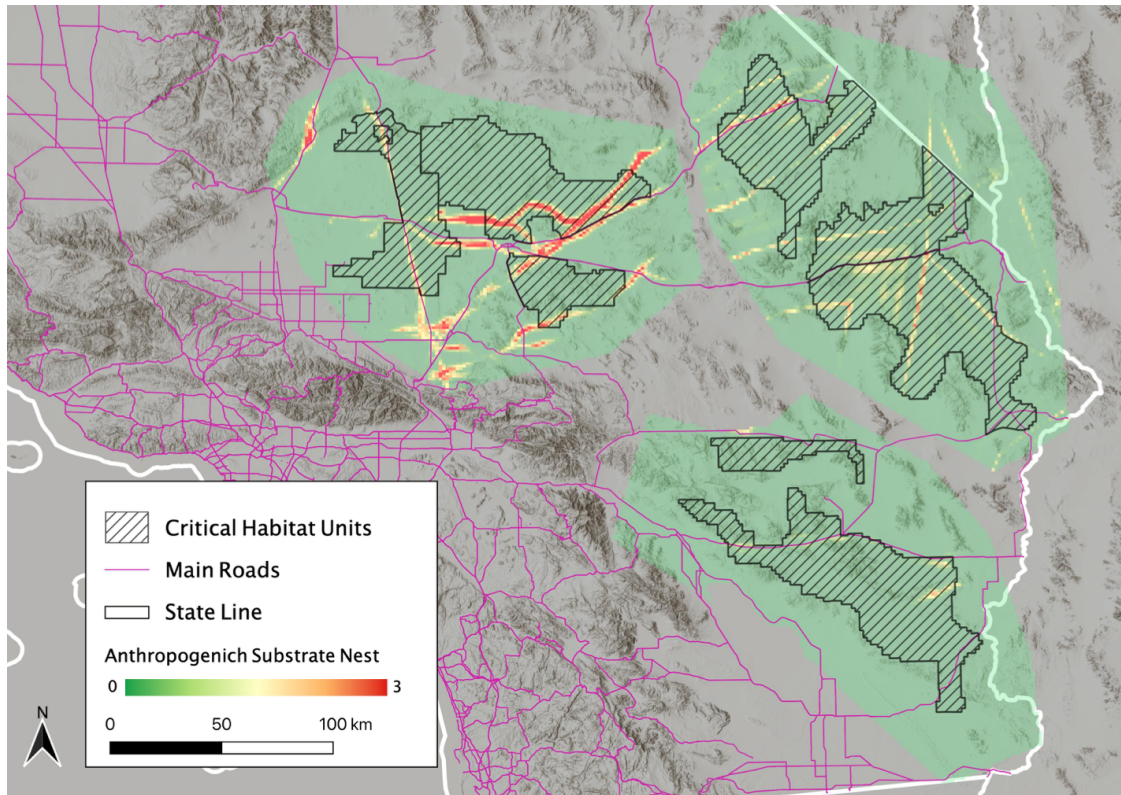 Critical Habitat Units
Main Roads
State Line
Anthropogenich Substrate Nest
0 3
0 50 100 km
N